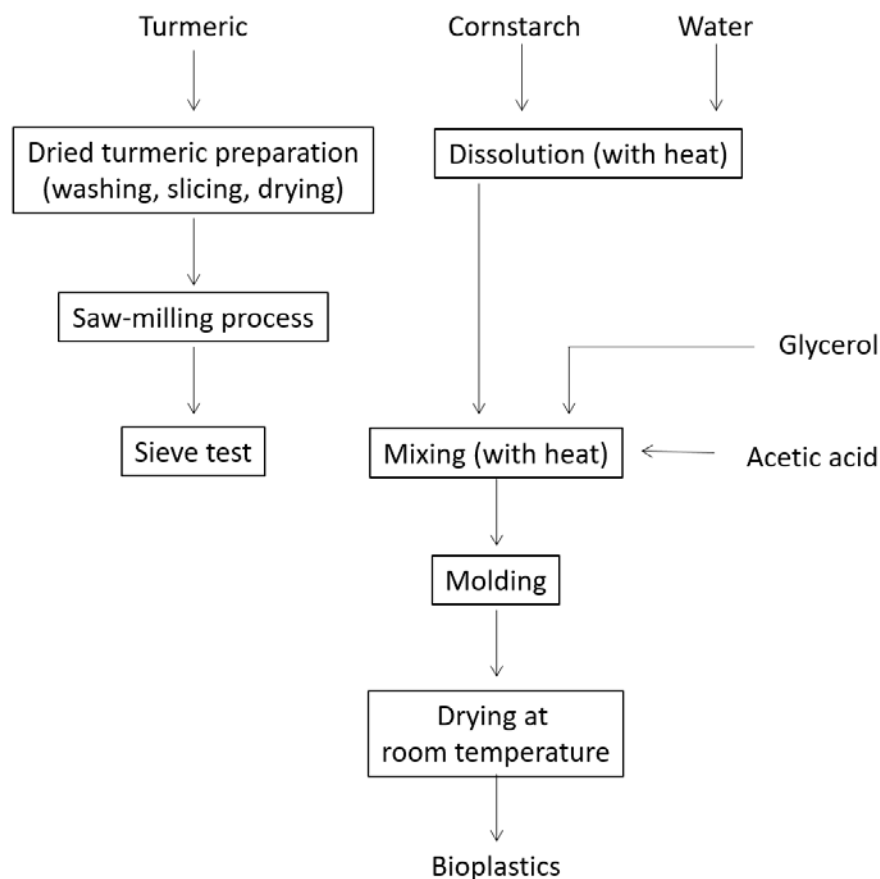 Turmeric
Cornstarch
Water
Dried turmeric preparation
(washing, slicing, drying)
Dissolution (with heat)
Saw-milling process
Glycerol
Sieve test
Mixing (with heat)
Acetic acid
Molding
Drying at
room temperature
Bioplastics